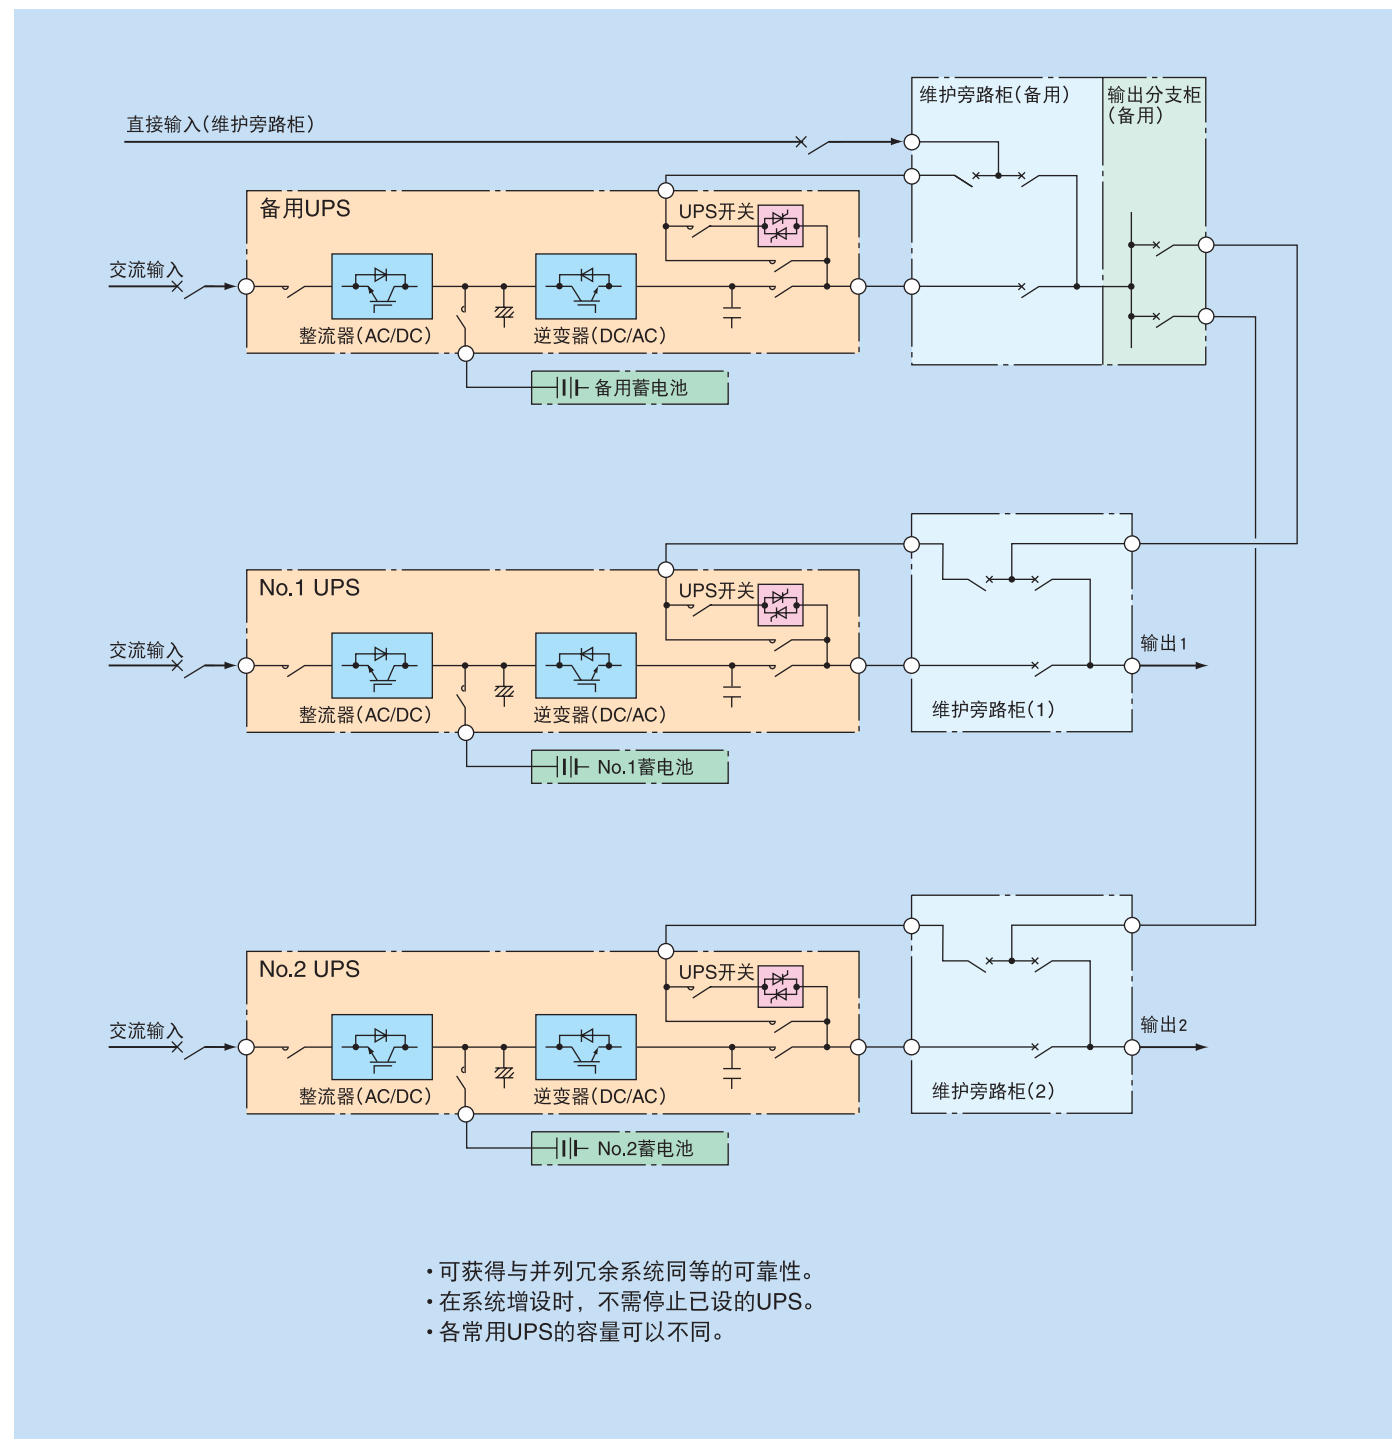 维护旁路柜(备用)
输出分支柜
(备用)
直接输入(维护旁路柜)
备用UPS
UPS开关
交流输入
整流器(AC/DC)
逆变器(DC/AC)
备用蓄电池
No.1 UPS
UPS开关
交流输入
输出1
整流器(AC/DC)
逆变器(DC/AC)
维护旁路柜(1)
No.1蓄电池
No.2 UPS
UPS开关
交流输入
输出2
整流器(AC/DC)
逆变器(DC/AC)
维护旁路柜(2)
No.2蓄电池
・可获得与并列冗余系统同等的可靠性。
・在系统增设时，不需停止已设的UPS。
・各常用UPS的容量可以不同。